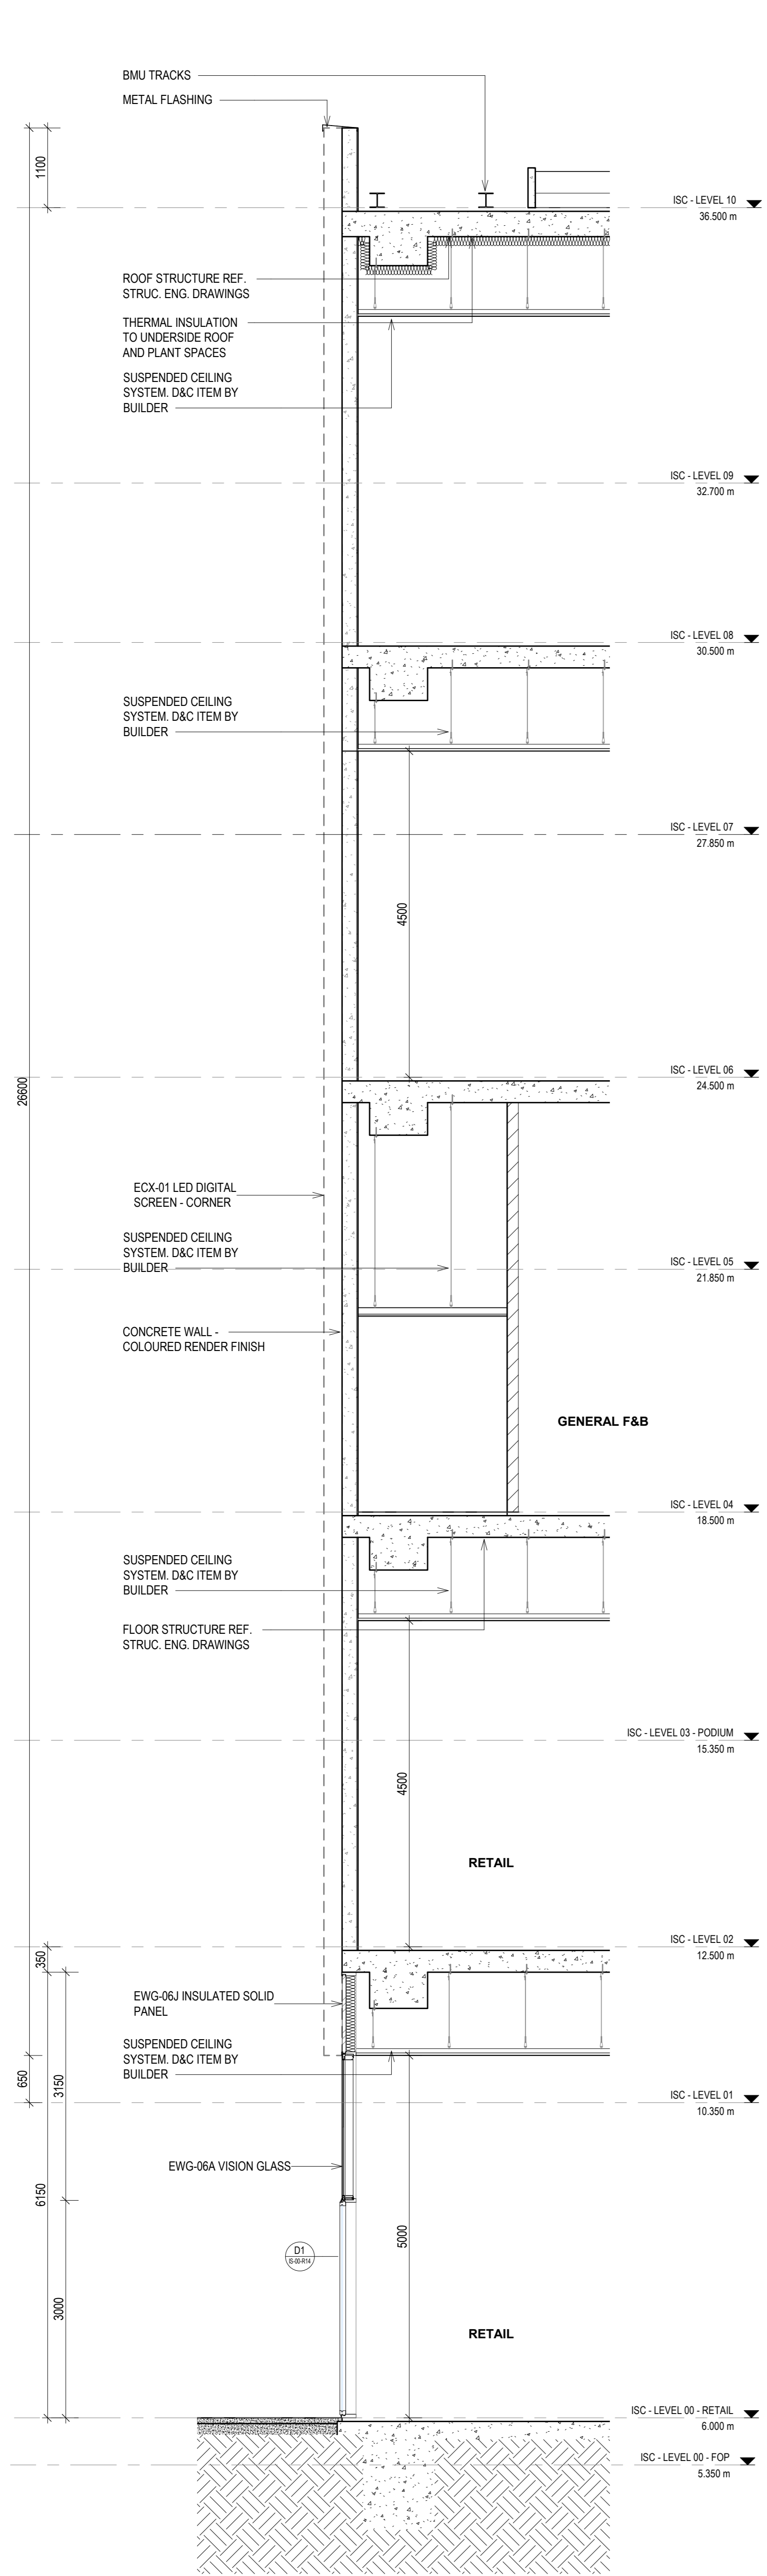 BMU TRACKS
METAL FLASHING
1100
ISC - LEVEL 10
36.500 m
ROOF STRUCTURE REF.
STRUC. ENG. DRAWINGS
THERMAL INSULATION
TO UNDERSIDE ROOF
AND PLANT SPACES
SUSPENDED CEILING
SYSTEM. D&C ITEM BY
BUILDER
ISC - LEVEL 09
32.700 m
ISC - LEVEL 08
30.500 m
SUSPENDED CEILING
SYSTEM. D&C ITEM BY
BUILDER
ISC - LEVEL 07
27.850 m
4500
ISC - LEVEL 06
24.500 m
26600
ECX-01 LED DIGITAL
SCREEN - CORNER
SUSPENDED CEILING
SYSTEM. D&C ITEM BY
BUILDER
ISC - LEVEL 05
21.850 m
CONCRETE WALL -
COLOURED RENDER FINISH
GENERAL F&B
ISC - LEVEL 04
18.500 m
SUSPENDED CEILING
SYSTEM. D&C ITEM BY
BUILDER
FLOOR STRUCTURE REF.
STRUC. ENG. DRAWINGS
ISC - LEVEL 03 - PODIUM
15.350 m
4500
RETAIL
ISC - LEVEL 02
12.500 m
350
EWG-06J INSULATED SOLID
PANEL
SUSPENDED CEILING
SYSTEM. D&C ITEM BY
BUILDER
650
3150
ISC - LEVEL 01
10.350 m
EWG-06A VISION GLASS
6150
5000
D1
IS-00-R14
3000
RETAIL
ISC - LEVEL 00 - RETAIL
6.000 m
ISC - LEVEL 00 - FOP
5.350 m